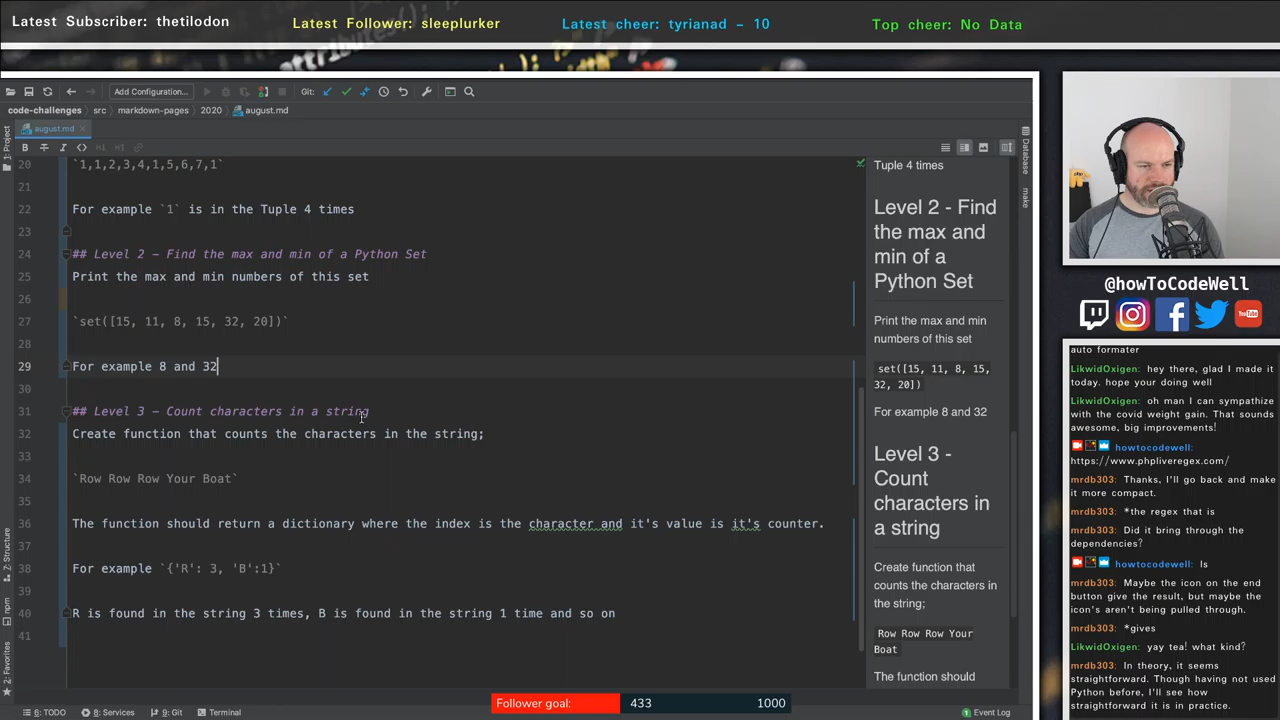 Latest Subscriber: thetilodon
Latest Follower: sleeplurker
Latest cheer: tyrianad - 10
Top cheer: No Data
Add Configuration...
Git:
code-challenges
src
markdown-pages
2020
august.md
august.md
1: Project
20 `1,1,2,3,4,1,5,6,7,1`
21
22 For example `1` is in the Tuple 4 times
23
24 ## Level 2 - Find the max and min of a Python Set
25 Print the max and min numbers of this set
26
27 `set([15, 11, 8, 15, 32, 20])`
28
29 For example 8 and 32
30
31 ## Level 3 - Count characters in a string
32 Create function that counts the characters in the string;
33
34 `Row Row Row Your Boat`
35
36 The function should return a dictionary where the index is the character and it's value is it's counter.
37
38 For example `{'R': 3, 'B':1}`
39
40 R is found in the string 3 times, B is found in the string 1 time and so on
41
Tuple 4 times
Level 2 - Find
the max and
min of a
Python Set
Print the max and min
numbers of this set
set([15, 11, 8, 15,
32, 20])
For example 8 and 32
Level 3 -
Count
characters in
a string
Create function that
counts the characters in
the string;
Row Row Row Your
Boat
The function should
Database
make
7: Structure
npm
2: Favorites
6: TODO
8: Services
9: Git
Terminal
Event Log
Follower goal:
433
1000
@howToCodeWell
You Tube
auto formater
LikwidOxigen: hey there, glad I made it
today. hope your doing well
LikwidOxigen: oh man I can sympathize
with the covid weight gain. That sounds
awesome, big improvements!
howtocodewell:
https://www.phpliveregex.com/
mrdb303: Thanks, I'll go back and make
it more compact.
mrdb303: *the regex that is
mrdb303: Did it bring through the
dependencies?
howtocodewell: Is
mrdb303: Maybe the icon on the end
button give the result, but maybe the
icon's aren't being pulled through.
mrdb303: *gives
LikwidOxigen: yay tea! what kind?
mrdb303: In theory, it seems
straightforward. Though having not used
Python before, I'll see how
straightforward it is in practice.